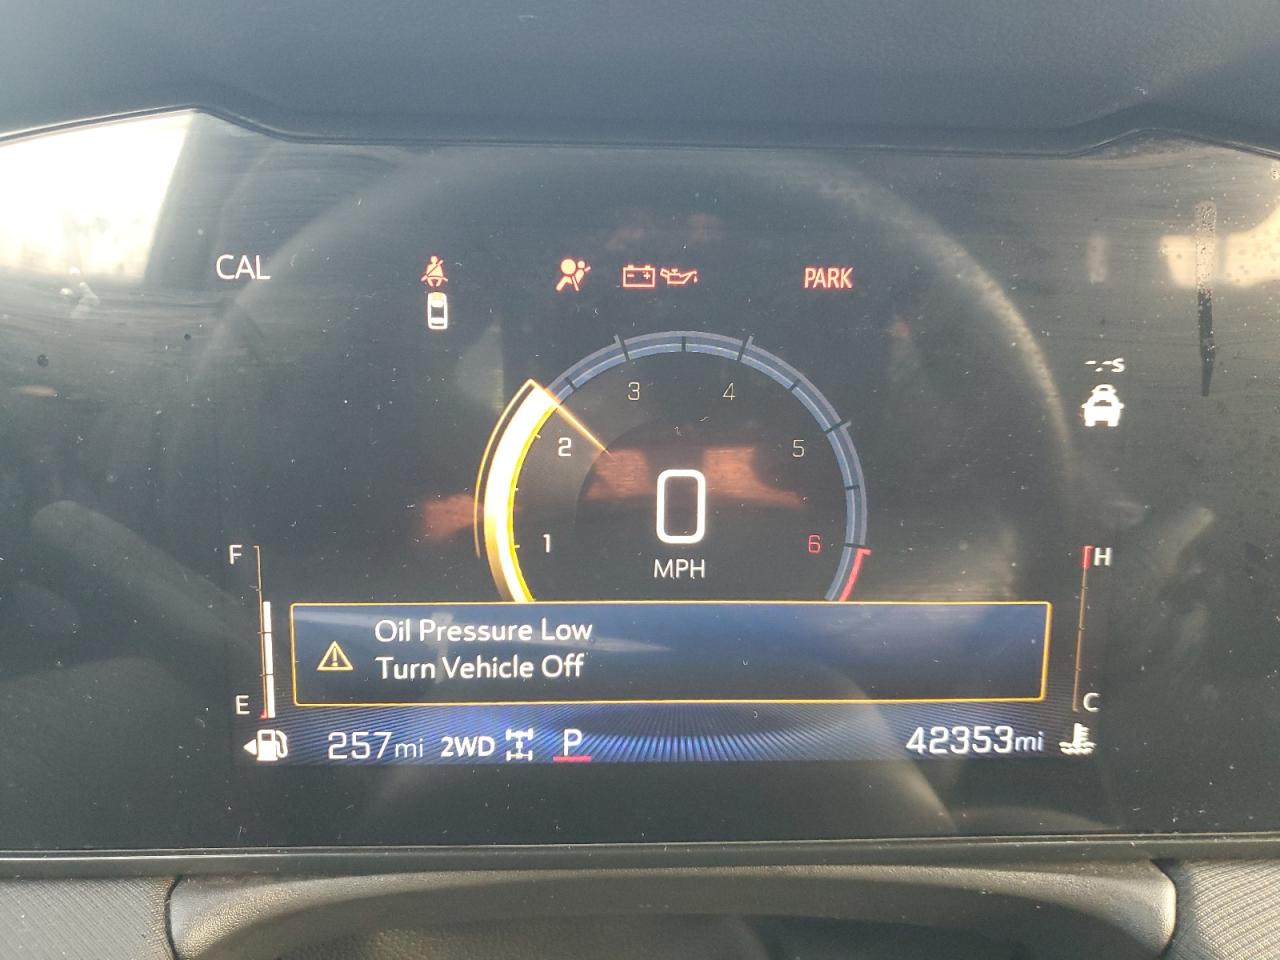 CAL
PARK
3 4
2 5
1 6
0
MPH
-.-s
F
E
H
C
Oil Pressure Low
Turn Vehicle Off
257mi 2WD P 42353mi